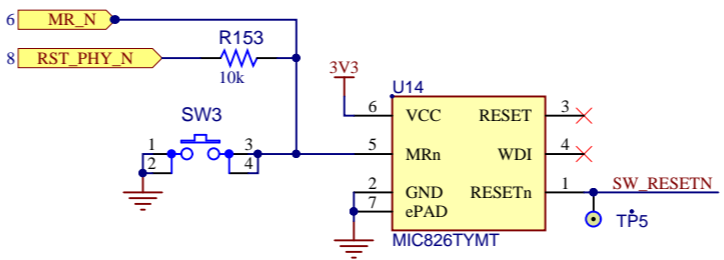 6 MR_N
8 RST_PHY_N
R153
10k
3V3
U14
SW3
6 VCC RESET 3
1 3
2 4
5 MRn WDI 4
2 GND RESETn 1 SW_RESETN
7 ePAD
TP5
MIC826TYMT